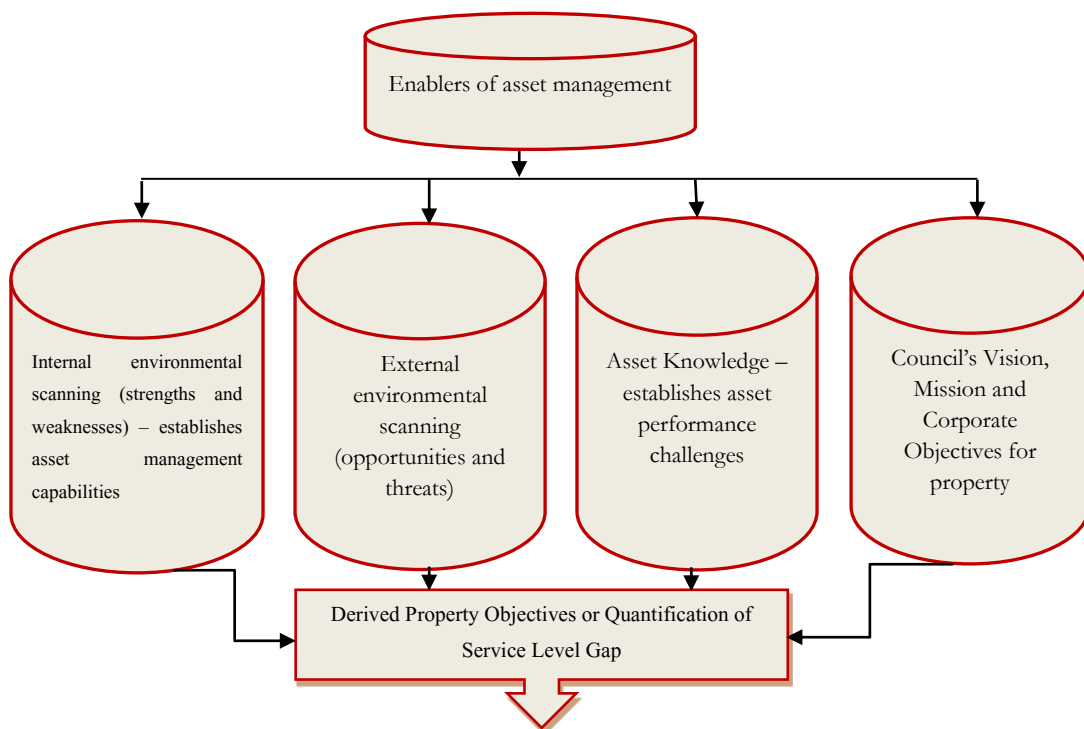 Enablers of asset management
Internal environmental
scanning (strengths and
weaknesses) – establishes
asset management
capabilities
External
environmental
scanning
(opportunities and
threats)
Asset Knowledge –
establishes asset
performance
challenges
Council’s Vision,
Mission and
Corporate
Objectives for
property
Derived Property Objectives or Quantification of
Service Level Gap